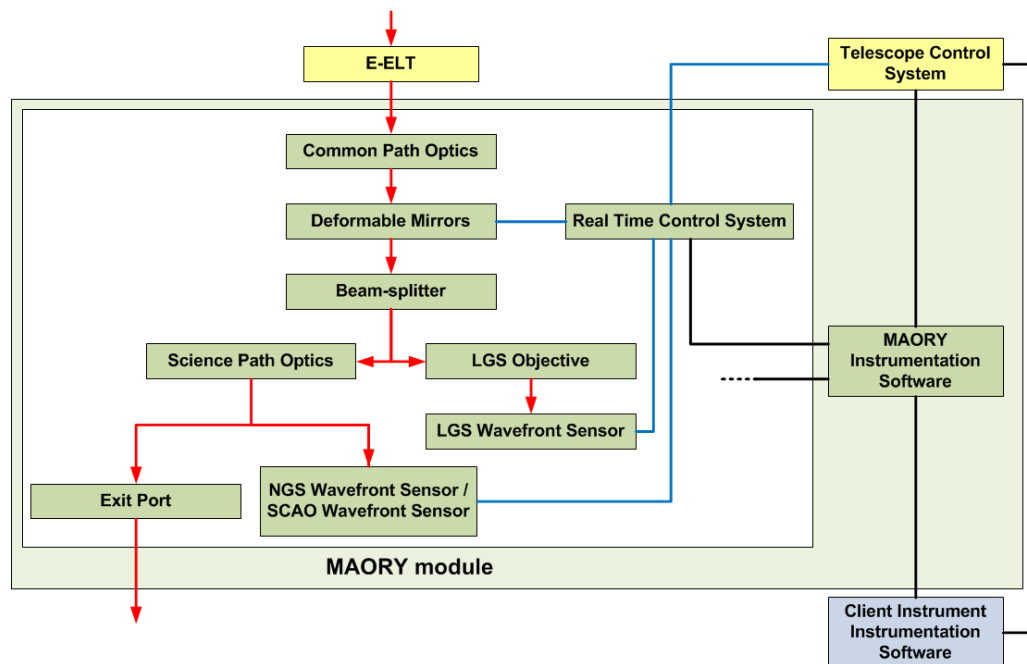 E-ELT
Telescope Control
System
Common Path Optics
Deformable Mirrors
Real Time Control System
Beam-splitter
Science Path Optics
LGS Objective
MAORY
Instrumentation
Software
LGS Wavefront Sensor
Exit Port
NGS Wavefront Sensor /
SCAO Wavefront Sensor
MAORY module
Client Instrument
Instrumentation
Software